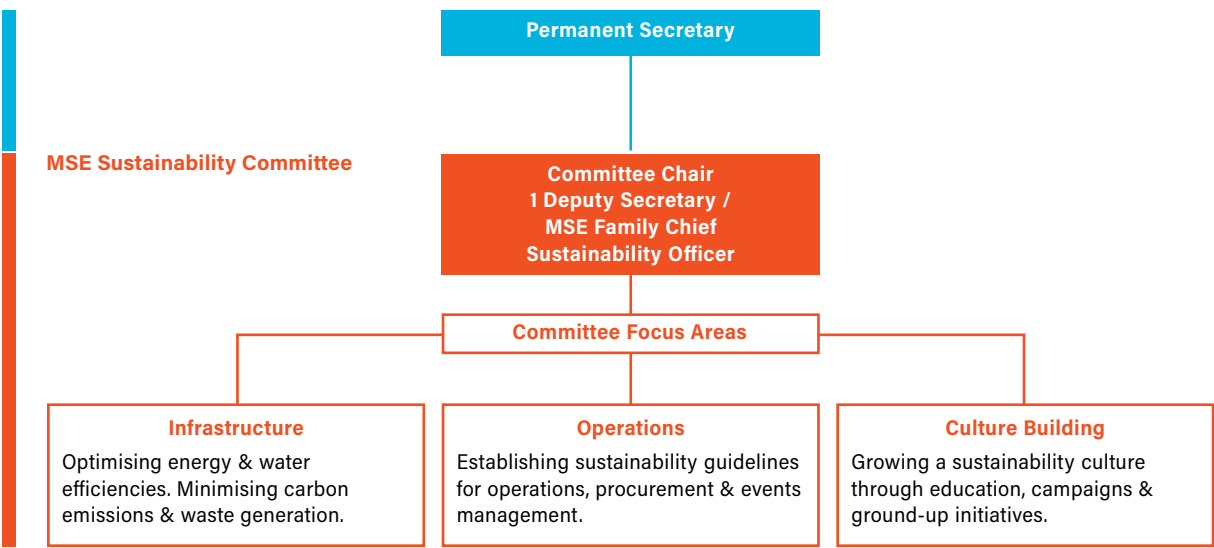 Permanent Secretary
MSE Sustainability Committee
Committee Chair
1 Deputy Secretary /
MSE Family Chief
Sustainability Officer
Committee Focus Areas
Infrastructure
Optimising energy & water
efficiencies. Minimising carbon
emissions & waste generation.
Operations
Establishing sustainability guidelines
for operations, procurement & events
management.
Culture Building
Growing a sustainability culture
through education, campaigns &
ground-up initiatives.